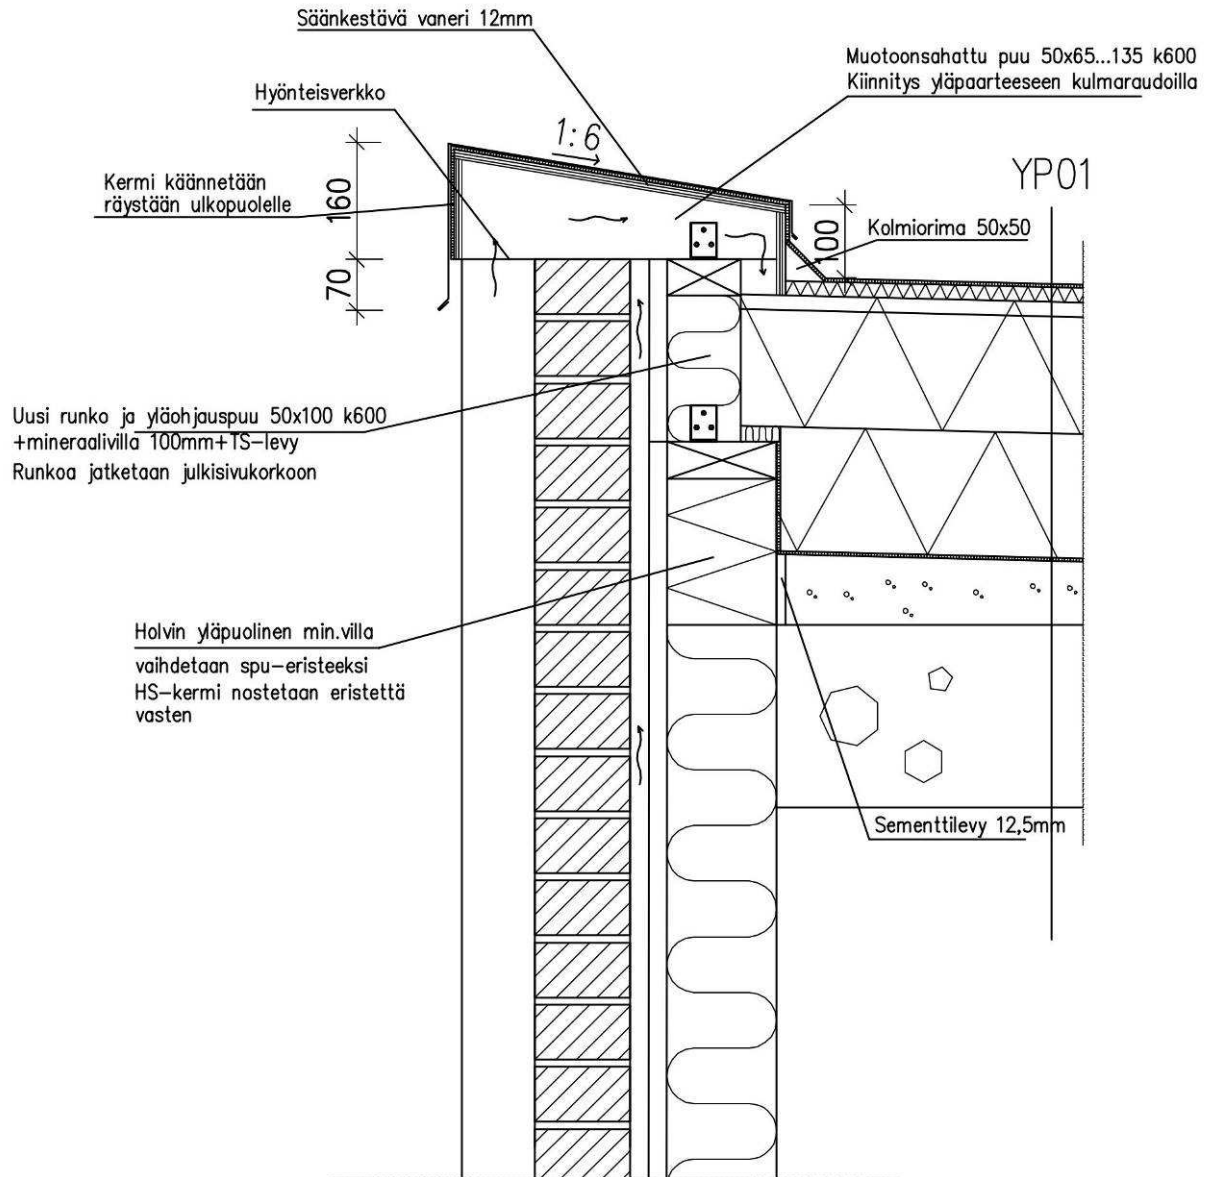 Säänkestävä vaneri 12mm
Muotoonsahattu puu 50x65...135 k600
Kiinnitys yläpaarteeseen kulmaraudoilla
Hyönteisverkko
1:6
YP01
Kermi käännetään
räystään ulkopuolelle
160
Kolmiorima 50x50
100
70
Uusi runko ja yläohjauspuu 50x100 k600
+mineraalivilla 100mm+TS-levy
Runkoa jatketaan julkisivukorkoon
Holvin yläpuolinen min.villa
vaihdetaan spu-eristeeksi
HS-kermi nostetaan eristettä
vasten
Sementtilevy 12,5mm